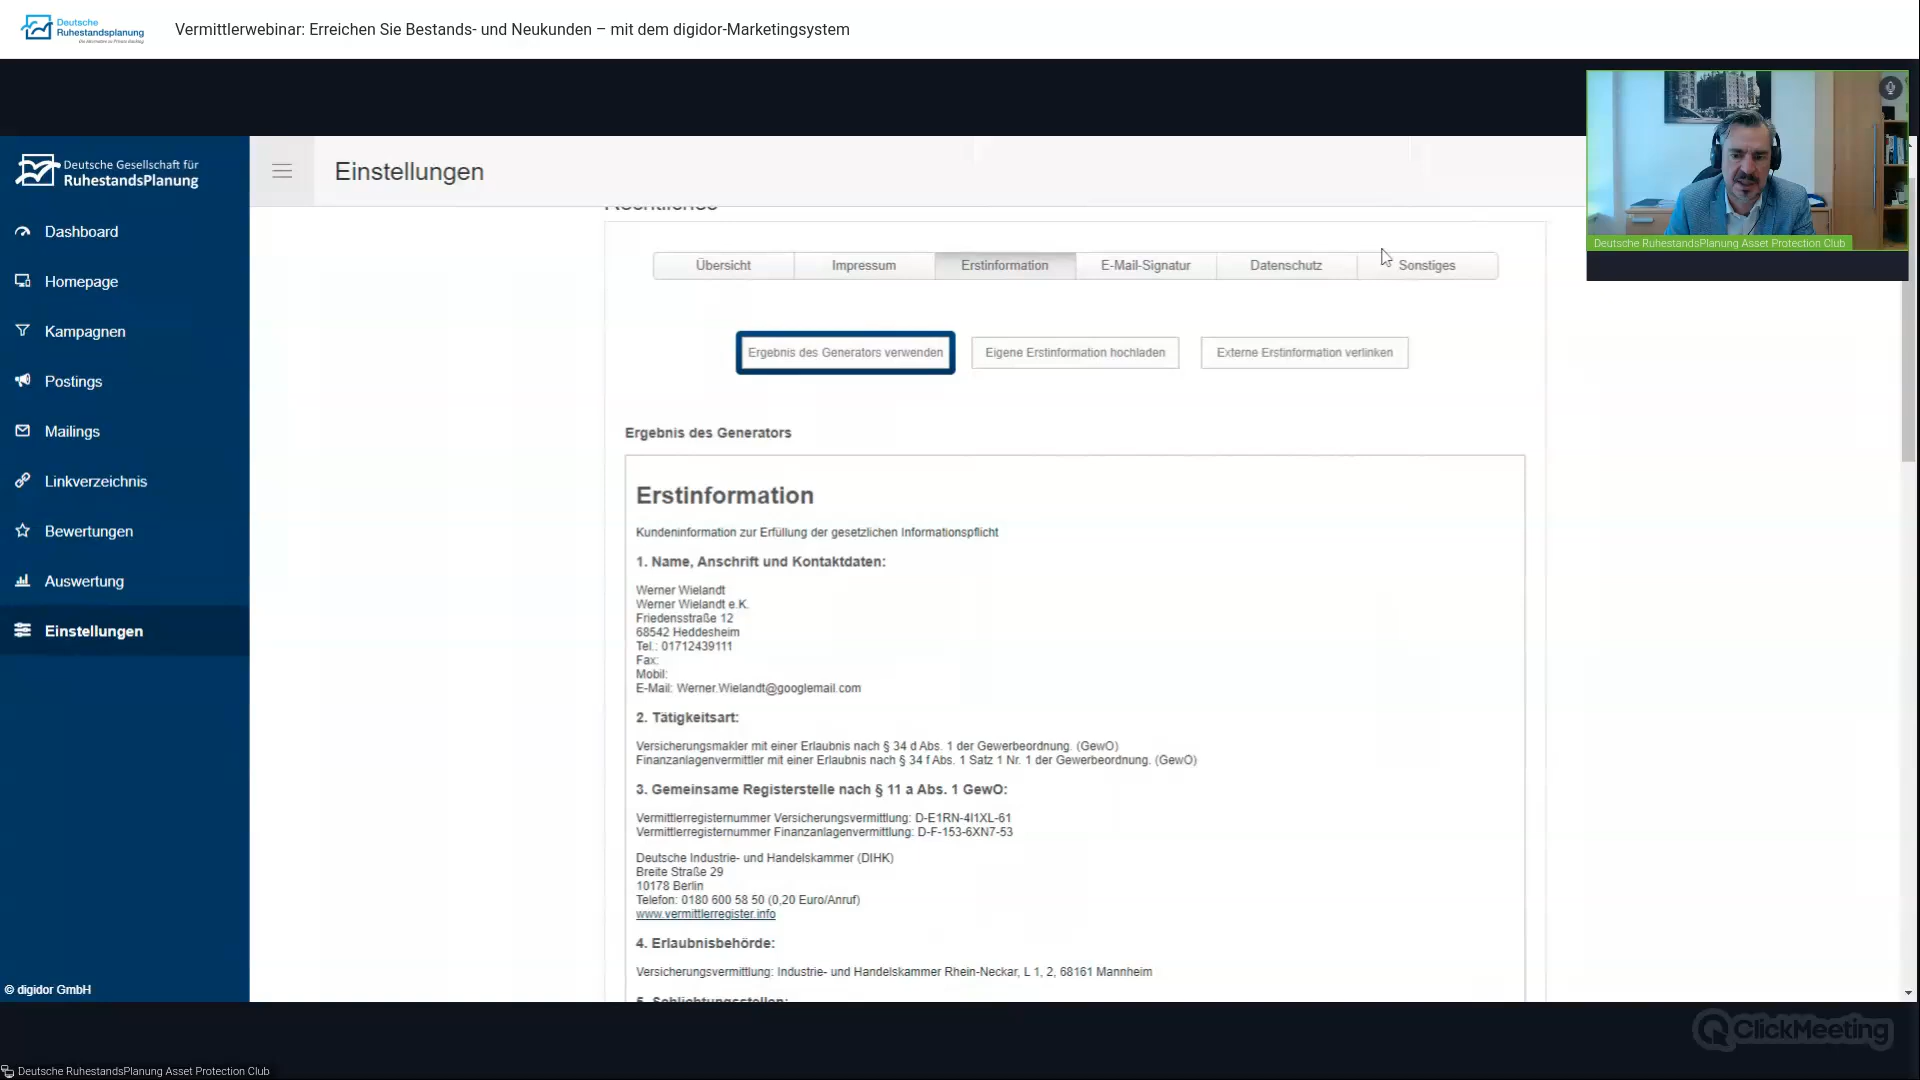 Deutsche
Ruhestandsplanung
Vermittlerwebinar: Erreichen Sie Bestands- und Neukunden – mit dem digidor-Marketingsystem
Deutsche Gesellschaft für
RuhestandsPlanung
Dashboard
Homepage
Kampagnen
Postings
Mailings
Linkverzeichnis
Bewertungen
Auswertung
Einstellungen
© digidor GmbH
Einstellungen
Übersicht
Impressum
Erstinformation
E-Mail-Signatur
Datenschutz
Sonstiges
Ergebnis des Generators verwenden
Eigene Erstinformation hochladen
Externe Erstinformation verlinken
Ergebnis des Generators
Erstinformation
Kundeninformation zur Erfüllung der gesetzlichen Informationspflicht
1. Name, Anschrift und Kontaktdaten:
Werner Wielandt
Werner Wielandt e.K.
Friedensstraße 12
68542 Heddesheim
Tel.: 01712439111
Fax:
Mobil:
E-Mail: Werner.Wielandt@googlemail.com
2. Tätigkeitsart:
Versicherungsmakler mit einer Erlaubnis nach § 34 d Abs. 1 der Gewerbeordnung. (GewO)
Finanzanlagenvermittler mit einer Erlaubnis nach § 34 f Abs. 1 Satz 1 Nr. 1 der Gewerbeordnung. (GewO)
3. Gemeinsame Registerstelle nach § 11 a Abs. 1 GewO:
Vermittlerregisternummer Versicherungsvermittlung: D-E1RN-4I1XL-61
Vermittlerregisternummer Finanzanlagenvermittlung: D-F-153-6XN7-53
Deutsche Industrie- und Handelskammer (DIHK)
Breite Straße 29
10178 Berlin
Telefon: 0180 600 58 50 (0,20 Euro/Anruf)
www.vermittlerregister.info
4. Erlaubnisbehörde:
Versicherungsvermittlung: Industrie- und Handelskammer Rhein-Neckar, L 1, 2, 68161 Mannheim
5. Schlichtungsstellen:
Deutsche RuhestandsPlanung Asset Protection Club
ClickMeeting
Deutsche RuhestandsPlanung Asset Protection Club